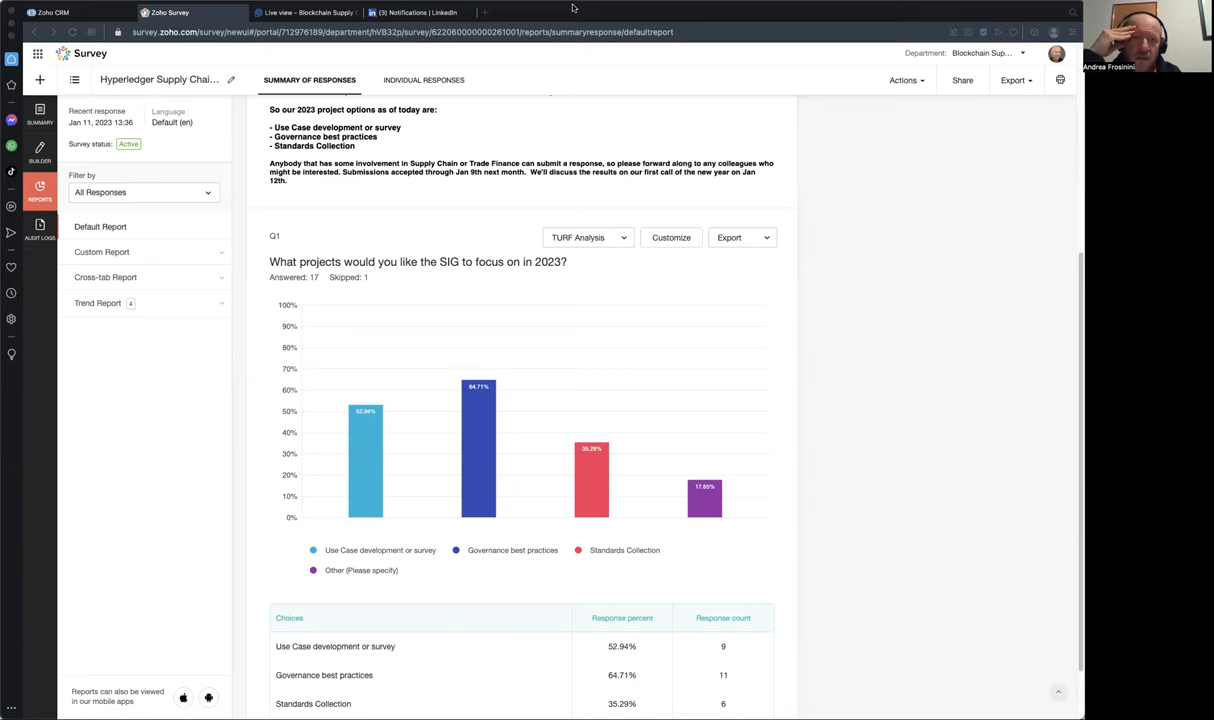 Zoho CRM
Zoho Survey
Live view - Blockchain Supply C
(3) Notifications | LinkedIn
survey.zoho.com/survey/newui#/portal/712976189/department/hVB32p/survey/622060000000261001/reports/summaryresponse/defaultreport
Andrea Frosinini
Survey
Department: Blockchain Sup...
Hyperledger Supply Chai...
SUMMARY OF RESPONSES
INDIVIDUAL RESPONSES
Actions
Share
Export
SUMMARY
BUILDER
REPORTS
AUDIT LOGS
Recent response
Jan 11, 2023 13:36
Language
Default (en)
Survey status: Active
Filter by
All Responses
Default Report
Custom Report
Cross-tab Report
Trend Report 4
Reports can also be viewed
in our mobile apps
So our 2023 project options as of today are:
- Use Case development or survey
- Governance best practices
- Standards Collection
Anybody that has some involvement in Supply Chain or Trade Finance can submit a response, so please forward along to any colleagues who
might be interested. Submissions accepted through Jan 9th next month. We'll discuss the results on our first call of the new year on Jan
12th.
Q1
TURF Analysis
Customize
Export
What projects would you like the SIG to focus on in 2023?
Answered: 17 Skipped: 1
100%
90%
80%
70%
60%
50%
40%
30%
20%
10%
0%
52.94%
64.71%
35.29%
17.65%
Use Case development or survey
Governance best practices
Standards Collection
Other (Please specify)
Choices Response percent Response count
Use Case development or survey 52.94% 9
Governance best practices 64.71% 11
Standards Collection 35.29% 6